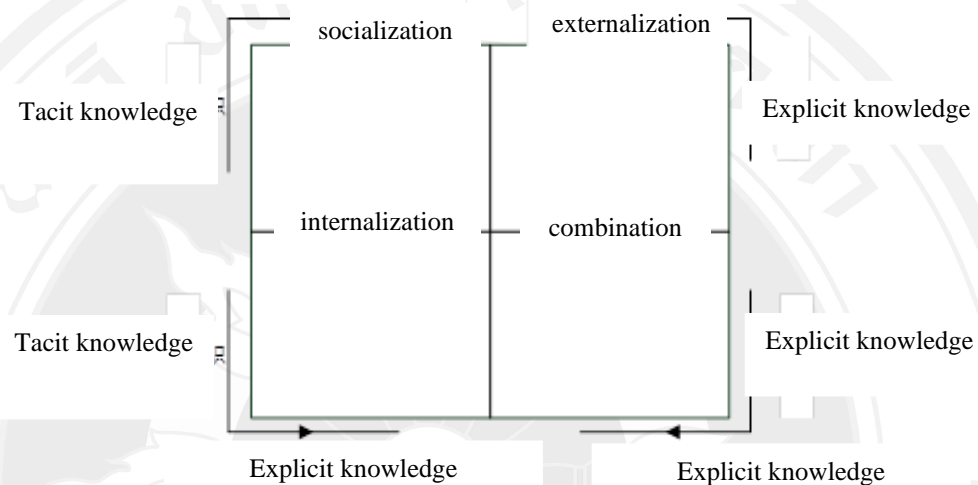 socialization
externalization
Tacit knowledge
Explicit knowledge
internalization
combination
Tacit knowledge
Explicit knowledge
Explicit knowledge
Explicit knowledge